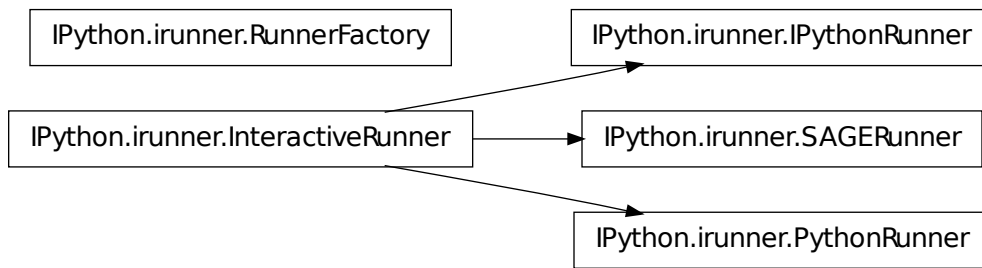 IPython.irunner.RunnerFactory
IPython.irunner.IPythonRunner
IPython.irunner.InteractiveRunner
IPython.irunner.SAGERunner
IPython.irunner.PythonRunner